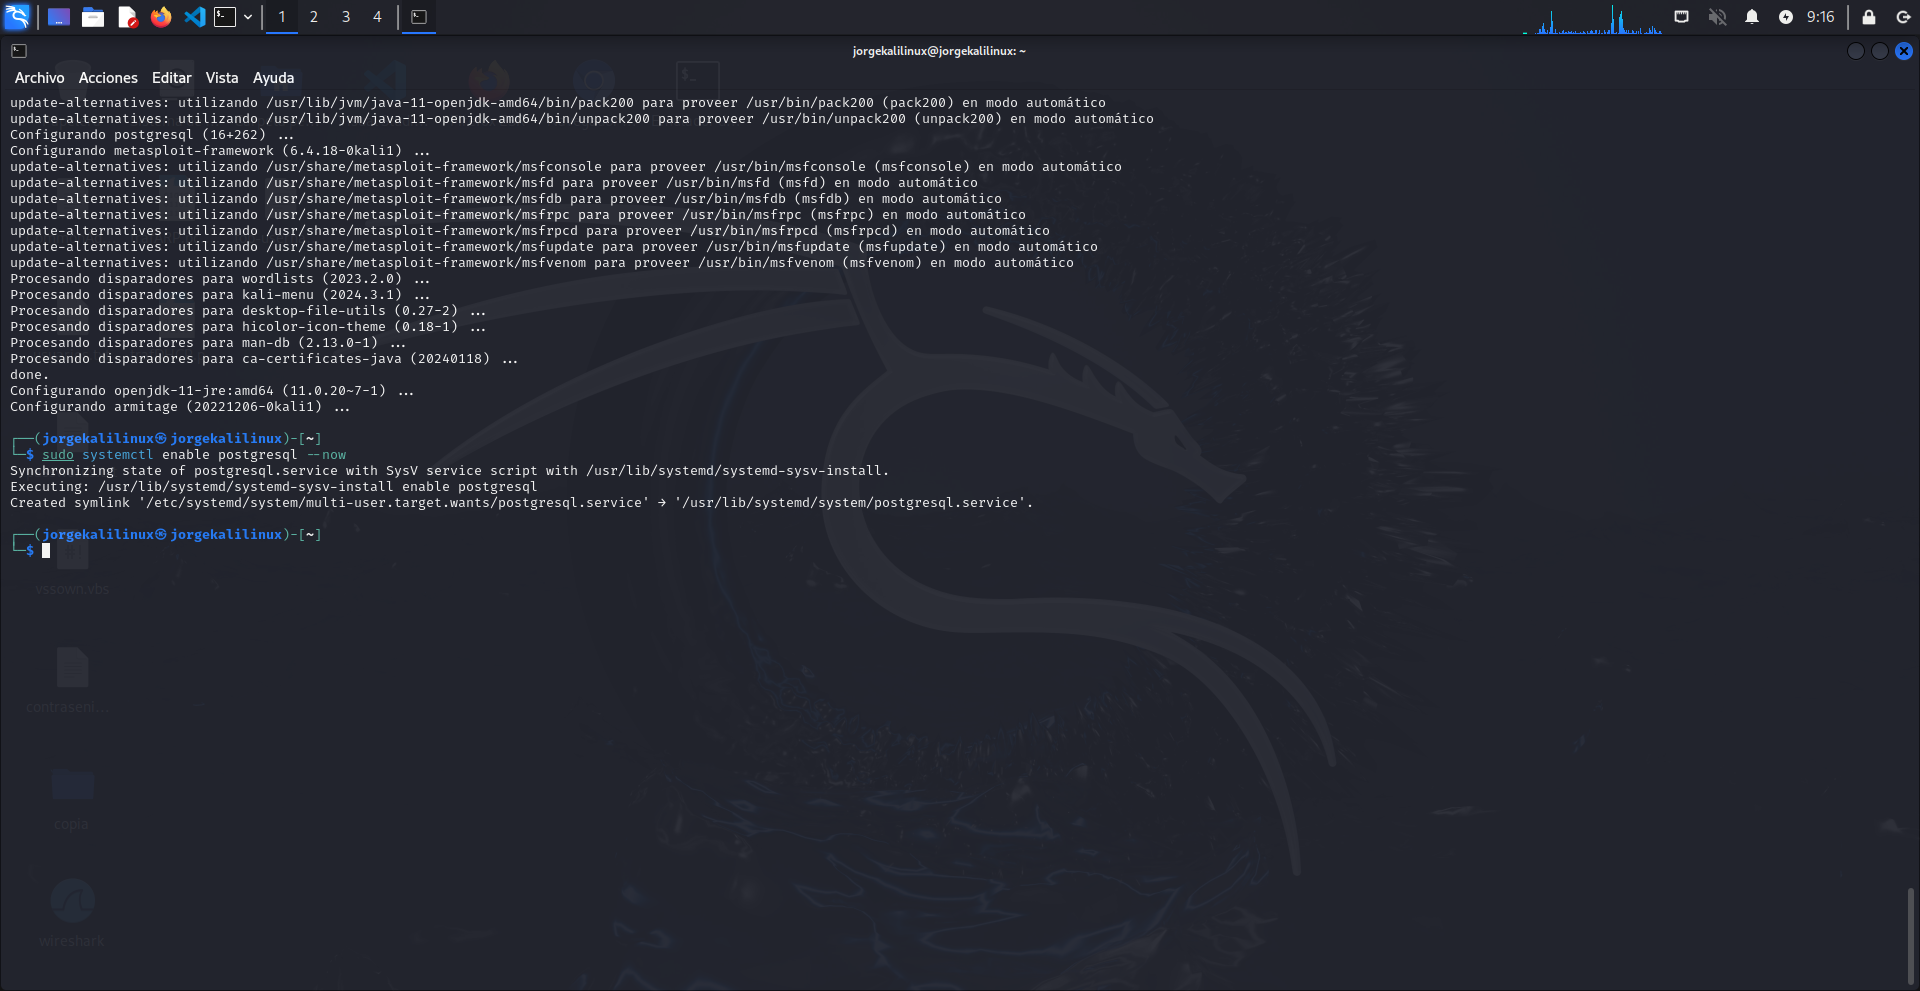 1 2 3 4 9:16
jorgekalilinux@jorgekalilinux: ~
Archivo Acciones Editar Vista Ayuda
update-alternatives: utilizando /usr/lib/jvm/java-11-openjdk-amd64/bin/pack200 para proveer /usr/bin/pack200 (pack200) en modo automático
update-alternatives: utilizando /usr/lib/jvm/java-11-openjdk-amd64/bin/unpack200 para proveer /usr/bin/unpack200 (unpack200) en modo automático
Configurando postgresql (16+262) ...
Configurando metasploit-framework (6.4.18-0kali1) ...
update-alternatives: utilizando /usr/share/metasploit-framework/msfconsole para proveer /usr/bin/msfconsole (msfconsole) en modo automático
update-alternatives: utilizando /usr/share/metasploit-framework/msfd para proveer /usr/bin/msfd (msfd) en modo automático
update-alternatives: utilizando /usr/share/metasploit-framework/msfdb para proveer /usr/bin/msfdb (msfdb) en modo automático
update-alternatives: utilizando /usr/share/metasploit-framework/msfrpc para proveer /usr/bin/msfrpc (msfrpc) en modo automático
update-alternatives: utilizando /usr/share/metasploit-framework/msfrpcd para proveer /usr/bin/msfrpcd (msfrpcd) en modo automático
update-alternatives: utilizando /usr/share/metasploit-framework/msfupdate para proveer /usr/bin/msfupdate (msfupdate) en modo automático
update-alternatives: utilizando /usr/share/metasploit-framework/msfvenom para proveer /usr/bin/msfvenom (msfvenom) en modo automático
Procesando disparadores para wordlists (2023.2.0) ...
Procesando disparadores para kali-menu (2024.3.1) ...
Procesando disparadores para desktop-file-utils (0.27-2) ...
Procesando disparadores para hicolor-icon-theme (0.18-1) ...
Procesando disparadores para man-db (2.13.0-1) ...
Procesando disparadores para ca-certificates-java (20240118) ...
done.
Configurando openjdk-11-jre:amd64 (11.0.20~7-1) ...
Configurando armitage (20221206-0kali1) ...
┌──(jorgekalilinux㉿jorgekalilinux)-[~]
└─$ sudo systemctl enable postgresql --now
Synchronizing state of postgresql.service with SysV service script with /usr/lib/systemd/systemd-sysv-install.
Executing: /usr/lib/systemd/systemd-sysv-install enable postgresql
Created symlink '/etc/systemd/system/multi-user.target.wants/postgresql.service' → '/usr/lib/systemd/system/postgresql.service'.
┌──(jorgekalilinux㉿jorgekalilinux)-[~]
└─$
vssown.vbs
contraseni...
copia
wireshark